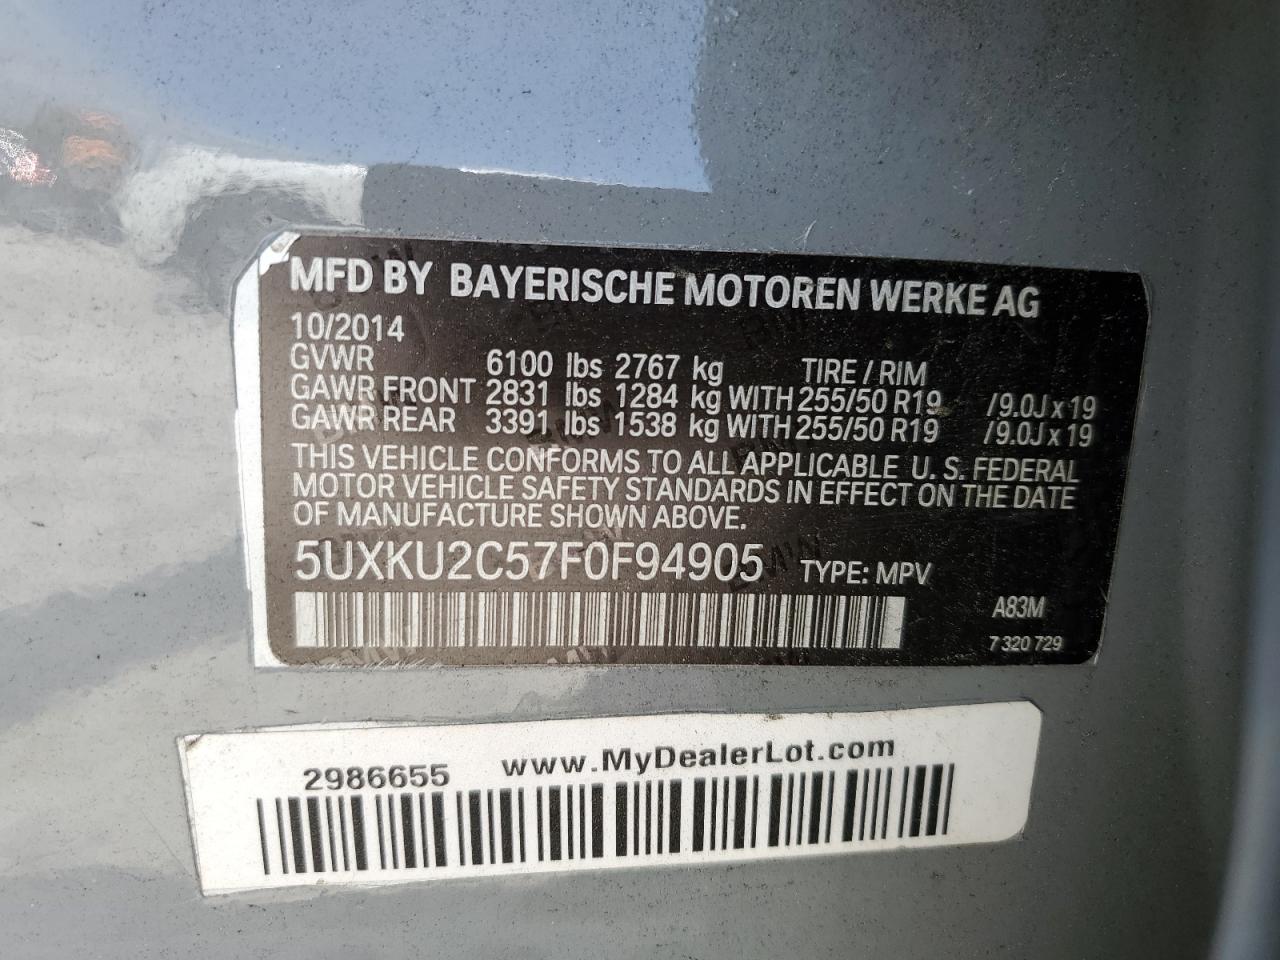 MFD BY BAYERISCHE MOTOREN WERKE AG
10/2014
GVWR 6100 lbs 2767 kg TIRE / RIM
GAWR FRONT 2831 lbs 1284 kg WITH 255/50 R19 /9.0J x 19
GAWR REAR 3391 lbs 1538 kg WITH 255/50 R19 /9.0J x 19
THIS VEHICLE CONFORMS TO ALL APPLICABLE U.S. FEDERAL
MOTOR VEHICLE SAFETY STANDARDS IN EFFECT ON THE DATE
OF MANUFACTURE SHOWN ABOVE.
5UXKU2C57F0F94905 TYPE: MPV
A83M
7 320 729
2986655 www.MyDealerLot.com